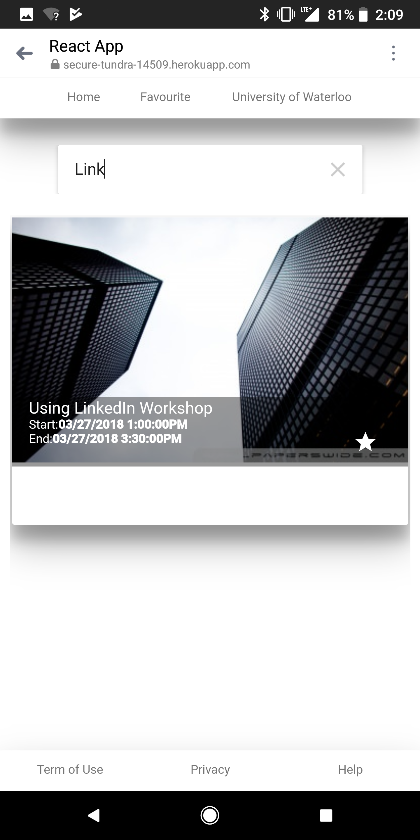 LTE+ 81% 2:09
React App
secure-tundra-14509.herokuapp.com
Home Favourite University of Waterloo
Link
Using LinkedIn Workshop
Start:03/27/2018 1:00:00PM
End:03/27/2018 3:30:00PM
Term of Use Privacy Help